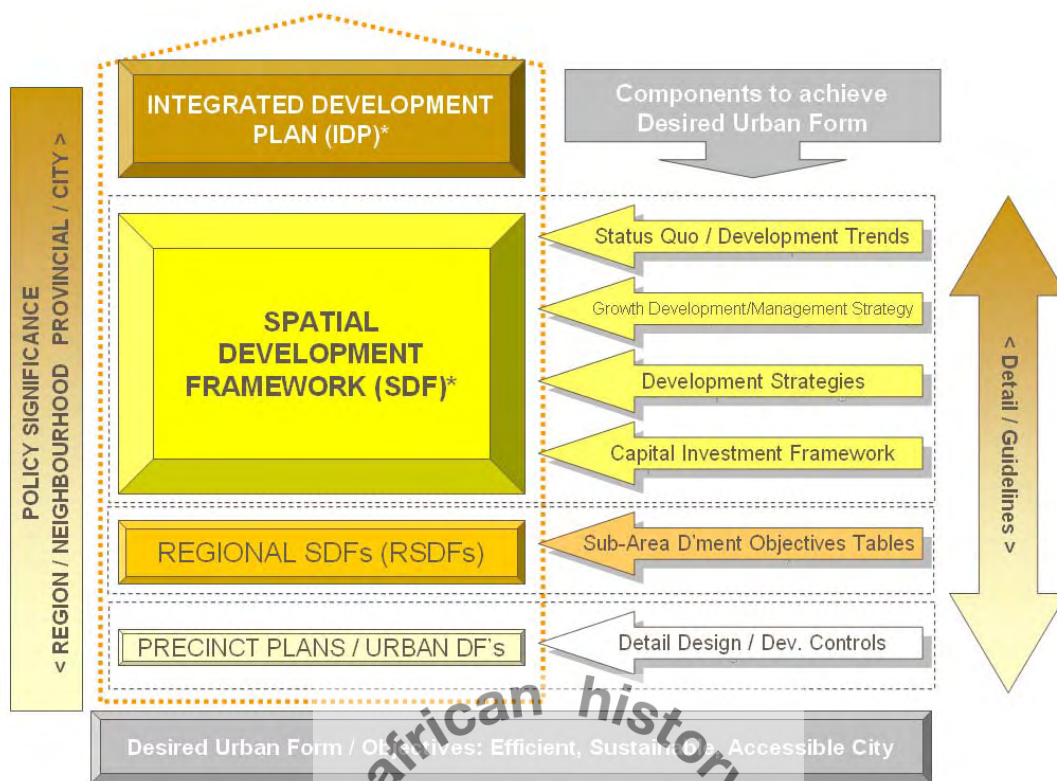 POLICY SIGNIFICANCE
< REGION / NEIGHBOURHOOD PROVINCIAL / CITY >
INTEGRATED DEVELOPMENT
PLAN (IDP)*
Components to achieve
Desired Urban Form
SPATIAL
DEVELOPMENT
FRAMEWORK (SDF)*
Status Quo / Development Trends
Growth Development/Management Strategy
Development Strategies
Capital Investment Framework
REGIONAL SDFs (RSDFs)
Sub-Area D'ment Objectives Tables
PRECINCT PLANS / URBAN DF's
Detail Design / Dev. Controls
< Detail / Guidelines >
african history
Desired Urban Form / Objectives: Efficient, Sustainable, Accessible City